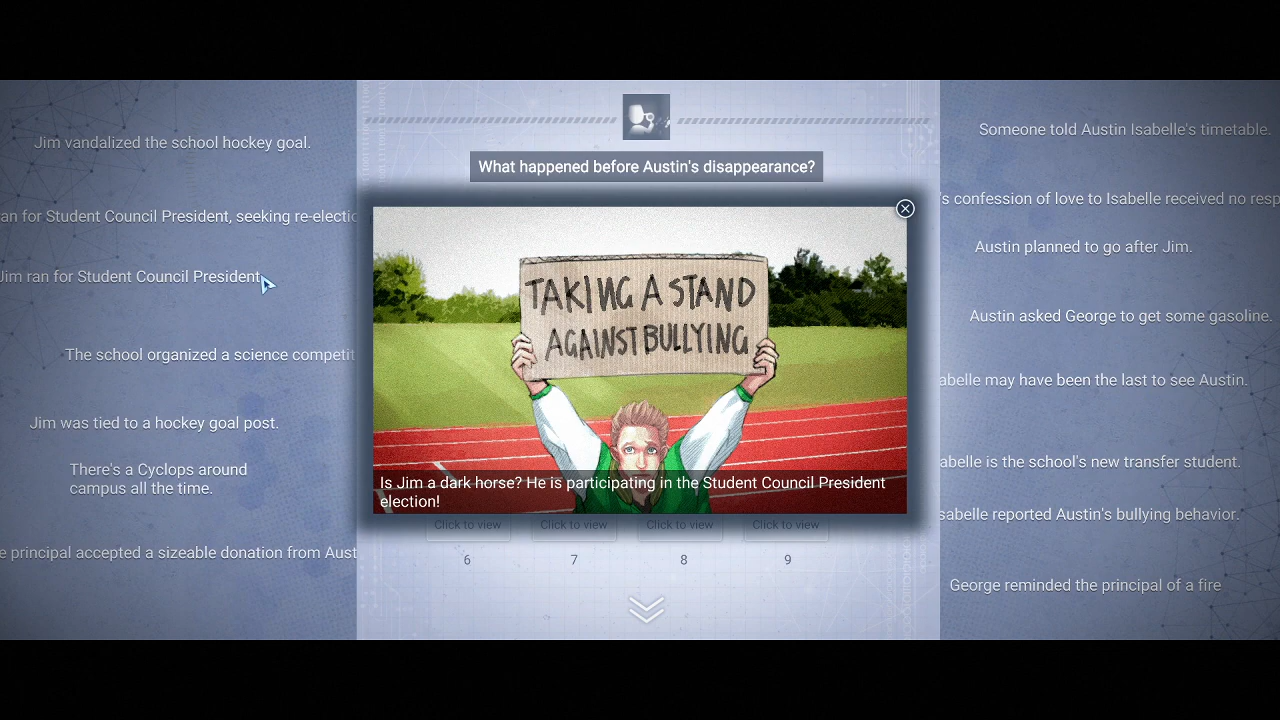 Jim vandalized the school hockey goal.
ran for Student Council President, seeking re-electio
Jim ran for Student Council President.
The school organized a science competit
Jim was tied to a hockey goal post.
There's a Cyclops around
campus all the time.
e principal accepted a sizeable donation from Aust
What happened before Austin's disappearance?
TAKING A STAND
AGAINST BULLYING
Is Jim a dark horse? He is participating in the Student Council President
election!
Click to view
Click to view
Click to view
Click to view
6
7
8
9
Someone told Austin Isabelle's timetable.
's confession of love to Isabelle received no resp
Austin planned to go after Jim.
Austin asked George to get some gasoline.
abelle may have been the last to see Austin.
abelle is the school's new transfer student.
sabelle reported Austin's bullying behavior.
George reminded the principal of a fire